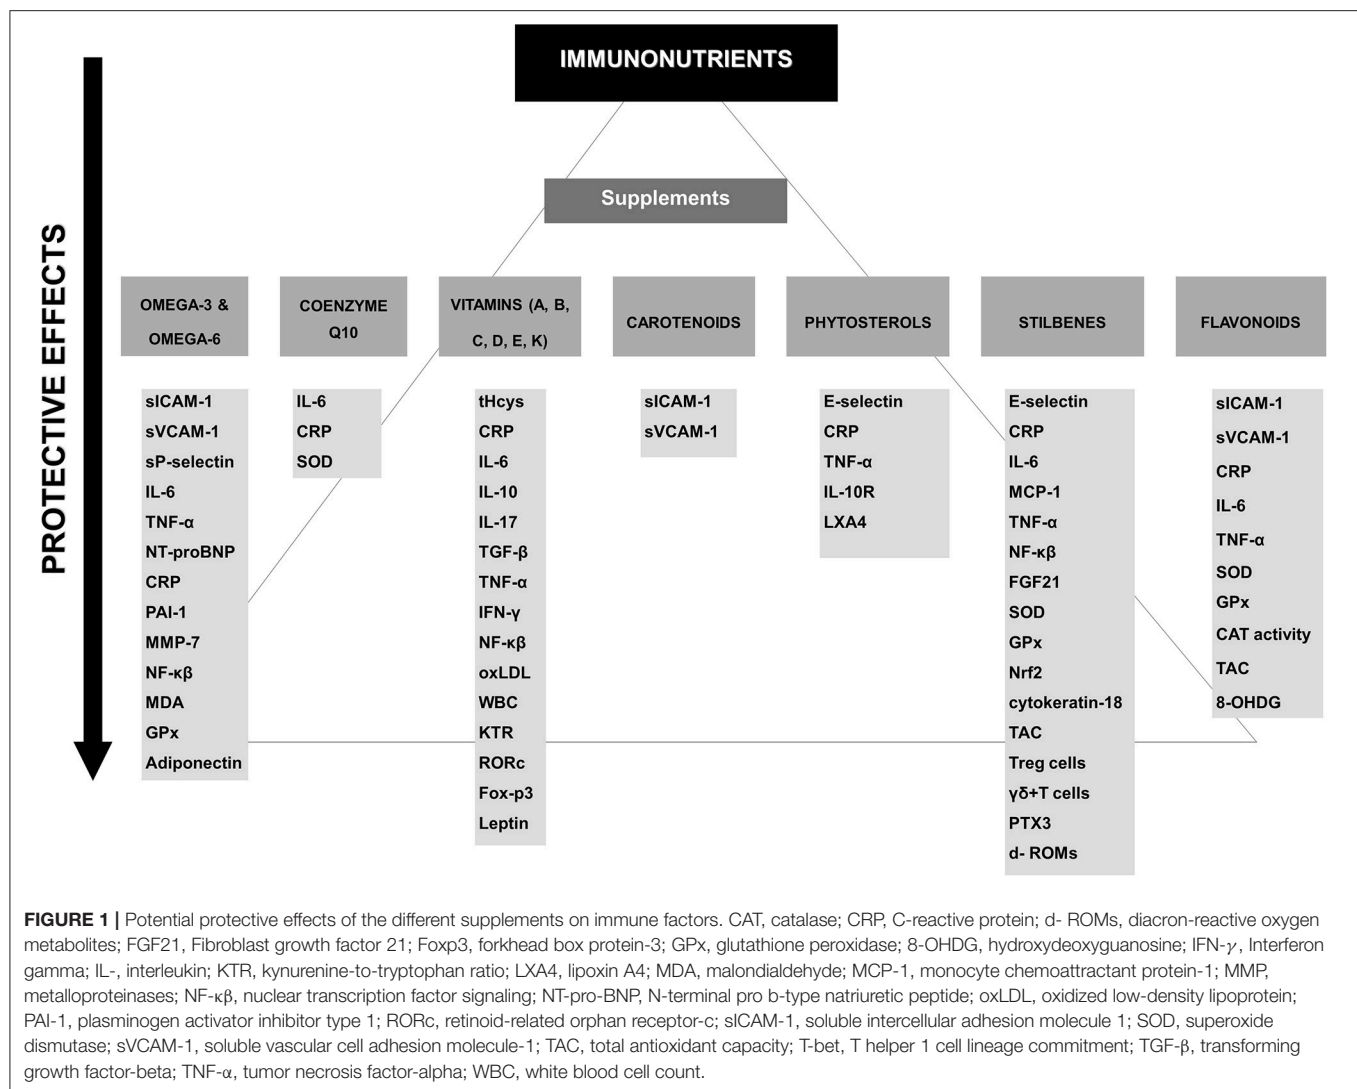 IMMUNONUTRIENTS
Supplements
PROTECTIVE EFFECTS
OMEGA-3 &
OMEGA-6
sICAM-1
sVCAM-1
sP-selectin
IL-6
TNF-α
NT-proBNP
CRP
PAI-1
MMP-7
NF-κβ
MDA
GPx
Adiponectin
COENZYME
Q10
IL-6
CRP
SOD
VITAMINS (A, B,
C, D, E, K)
tHcys
CRP
IL-6
IL-10
IL-17
TGF-β
TNF-α
IFN-γ
NF-κβ
oxLDL
WBC
KTR
RORc
Fox-p3
Leptin
CAROTENOIDS
sICAM-1
sVCAM-1
PHYTOSTEROLS
E-selectin
CRP
TNF-α
IL-10R
LXA4
STILBENES
E-selectin
CRP
IL-6
MCP-1
TNF-α
NF-κβ
FGF21
SOD
GPx
Nrf2
cytokeratin-18
TAC
Treg cells
γδ+T cells
PTX3
d- ROMs
FLAVONOIDS
sICAM-1
sVCAM-1
CRP
IL-6
TNF-α
SOD
GPx
CAT activity
TAC
8-OHDG
FIGURE 1 | Potential protective effects of the different supplements on immune factors. CAT, catalase; CRP, C-reactive protein; d- ROMs, diacron-reactive oxygen
metabolites; FGF21, Fibroblast growth factor 21; Foxp3, forkhead box protein-3; GPx, glutathione peroxidase; 8-OHDG, hydroxydeoxyguanosine; IFN-γ, Interferon
gamma; IL-, interleukin; KTR, kynurenine-to-tryptophan ratio; LXA4, lipoxin A4; MDA, malondialdehyde; MCP-1, monocyte chemoattractant protein-1; MMP,
metalloproteinases; NF-κβ, nuclear transcription factor signaling; NT-pro-BNP, N-terminal pro b-type natriuretic peptide; oxLDL, oxidized low-density lipoprotein;
PAI-1, plasminogen activator inhibitor type 1; RORc, retinoid-related orphan receptor-c; sICAM-1, soluble intercellular adhesion molecule 1; SOD, superoxide
dismutase; sVCAM-1, soluble vascular cell adhesion molecule-1; TAC, total antioxidant capacity; T-bet, T helper 1 cell lineage commitment; TGF-β, transforming
growth factor-beta; TNF-α, tumor necrosis factor-alpha; WBC, white blood cell count.